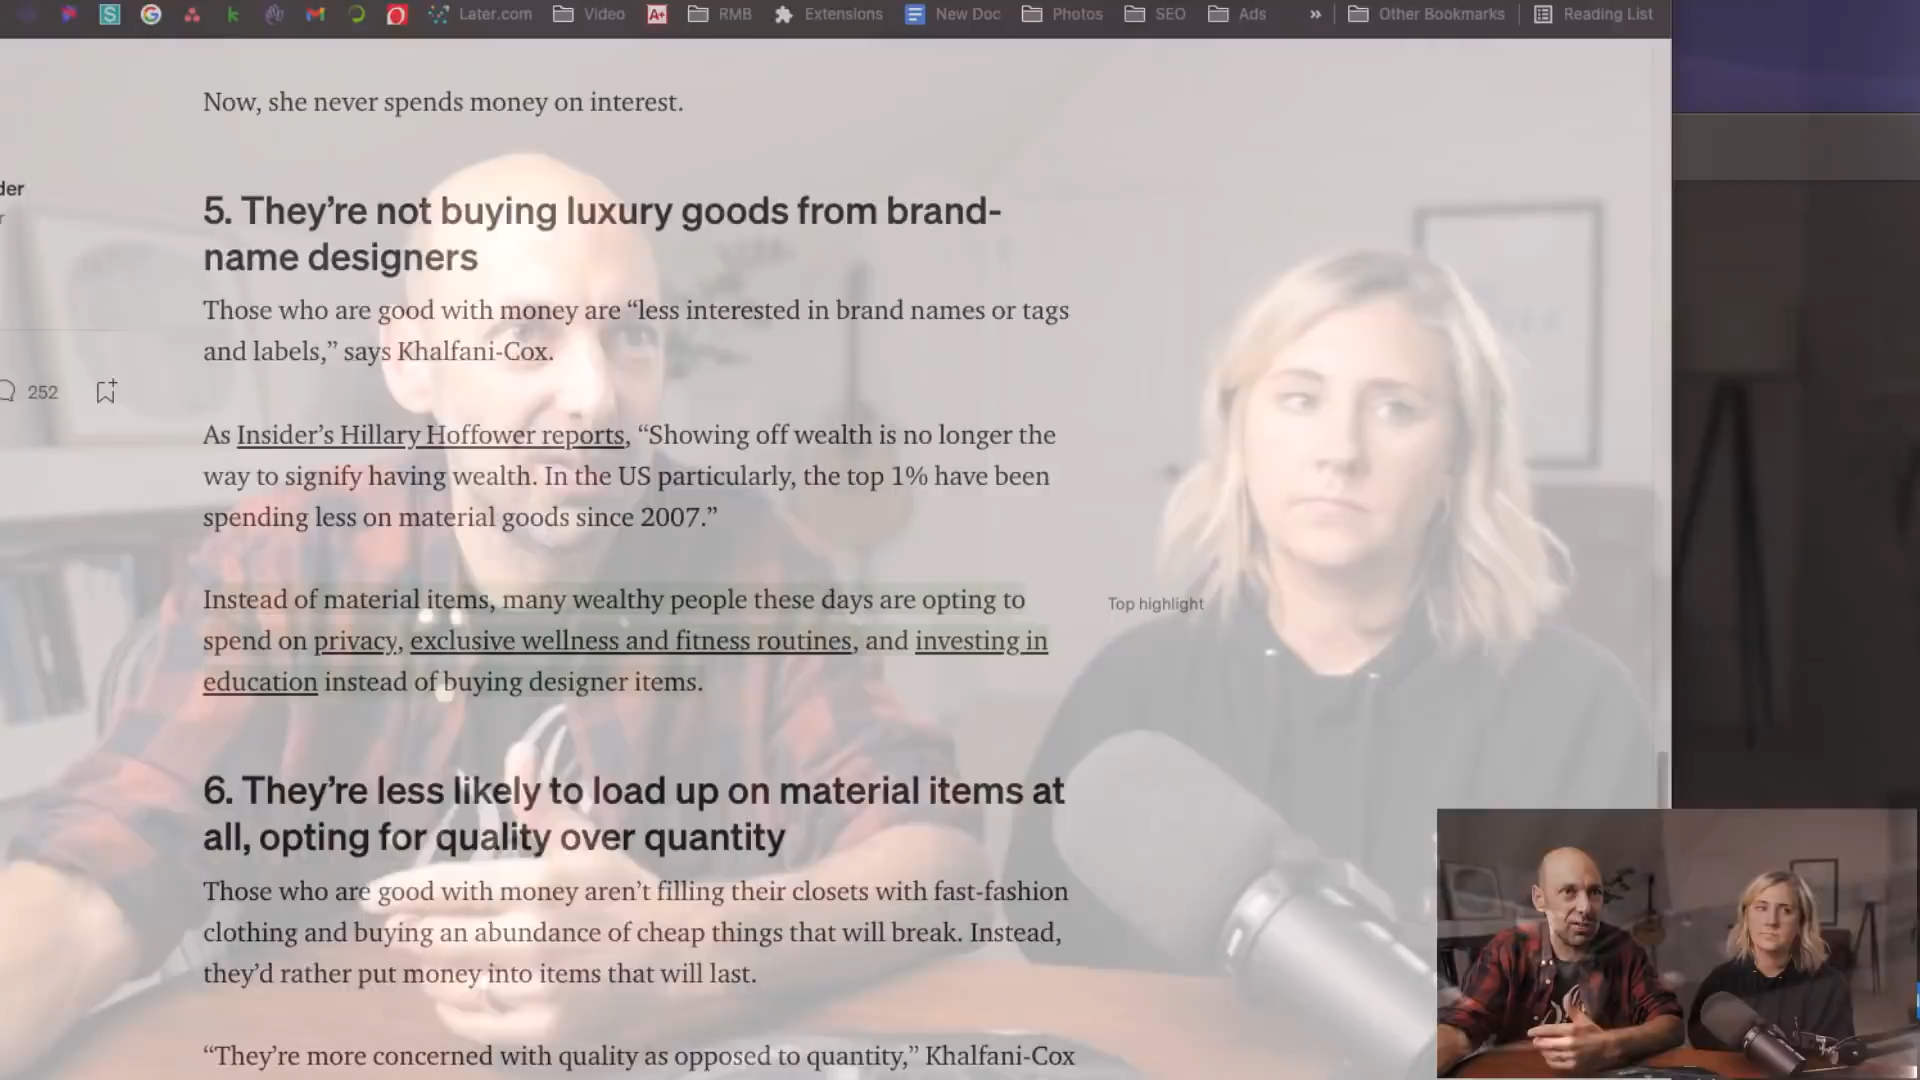 Later.com Video A+ RMB Extensions New Doc Photos SEO Ads » Other Bookmarks Reading List
Now, she never spends money on interest.
der
r
5. They’re not buying luxury goods from brand-
name designers
Those who are good with money are “less interested in brand names or tags
and labels,” says Khalfani-Cox.
252
As Insider’s Hillary Hoffower reports, “Showing off wealth is no longer the
way to signify having wealth. In the US particularly, the top 1% have been
spending less on material goods since 2007.”
Instead of material items, many wealthy people these days are opting to
spend on privacy, exclusive wellness and fitness routines, and investing in
education instead of buying designer items.
Top highlight
6. They’re less likely to load up on material items at
all, opting for quality over quantity
Those who are good with money aren’t filling their closets with fast-fashion
clothing and buying an abundance of cheap things that will break. Instead,
they’d rather put money into items that will last.
“They’re more concerned with quality as opposed to quantity,” Khalfani-Cox